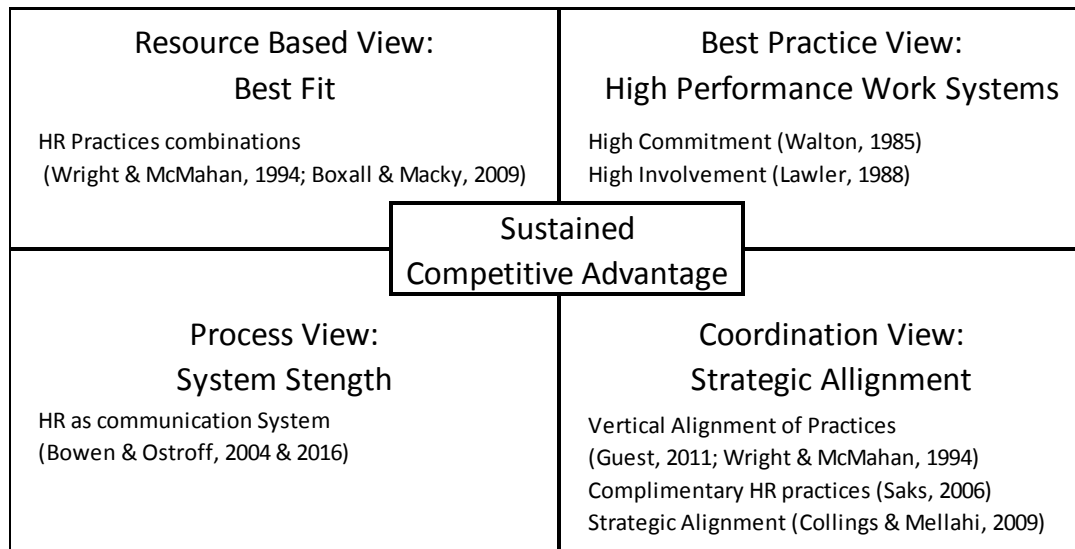 Resource Based View:
Best Fit
HR Practices combinations
(Wright & McMahan, 1994; Boxall & Macky, 2009)
Best Practice View:
High Performance Work Systems
High Commitment (Walton, 1985)
High Involvement (Lawler, 1988)
Sustained
Competitive Advantage
Process View:
System Stength
HR as communication System
(Bowen & Ostroff, 2004 & 2016)
Coordination View:
Strategic Allignment
Vertical Alignment of Practices
(Guest, 2011; Wright & McMahan, 1994)
Complimentary HR practices (Saks, 2006)
Strategic Alignment (Collings & Mellahi, 2009)